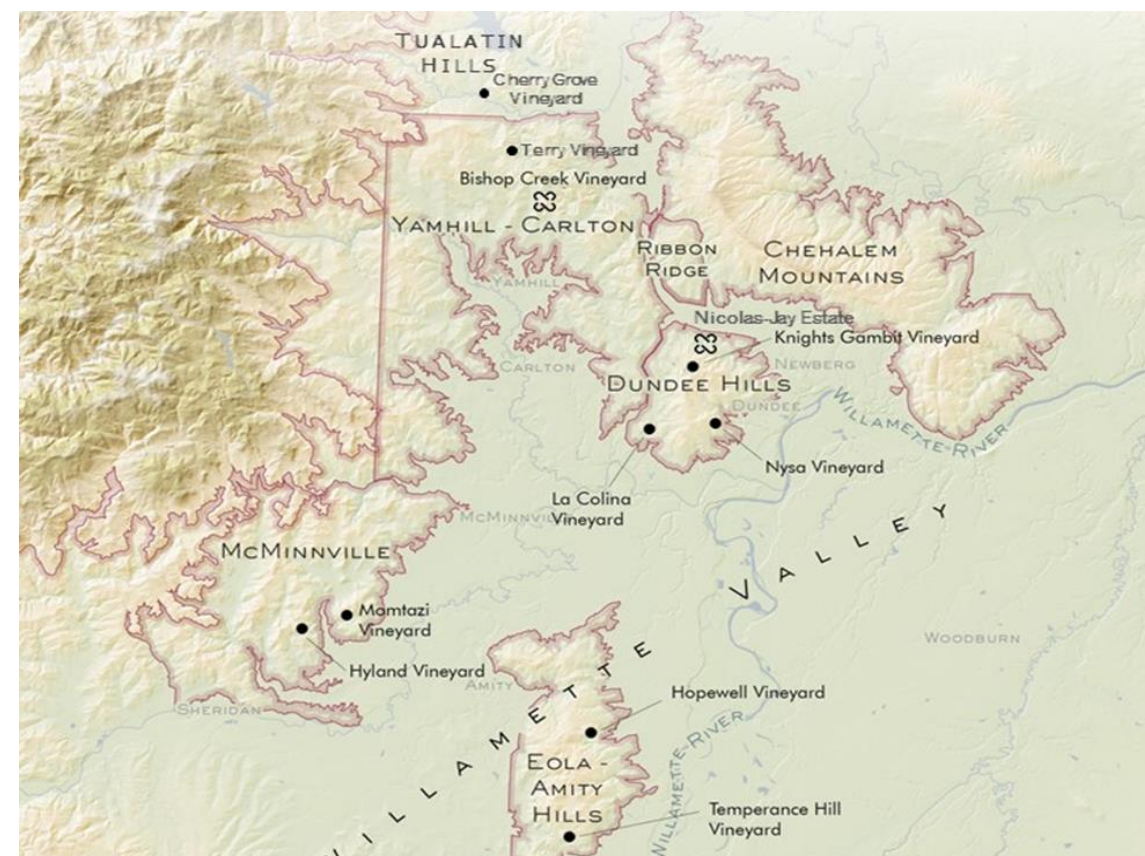 TUALATIN
HILLS
Cherry Grove
Vineyard
Terry Vineyard
Bishop Creek Vineyard
YAMHILL - CARLTON
RIBBON
RIDGE
CHEHALEM
MOUNTAINS
YAMHILL
Nicolas-Jay Estate
Knights Gambit Vineyard
CARLTON
NEWBERG
DUNDEE HILLS
DUNDEE
WILLAMETTE-RIVER
Nysa Vineyard
La Colina
Vineyard
MCMINNVILLE
MCMINNVILLE
WILLAMETTE-RIVER
ILLAMETTE VALLEY
Momtazi
Vineyard
Hyland Vineyard
WOODBURN
AMITY
SHERIDAN
Hopewell Vineyard
EOLA -
AMITY
HILLS
Temperance Hill
Vineyard